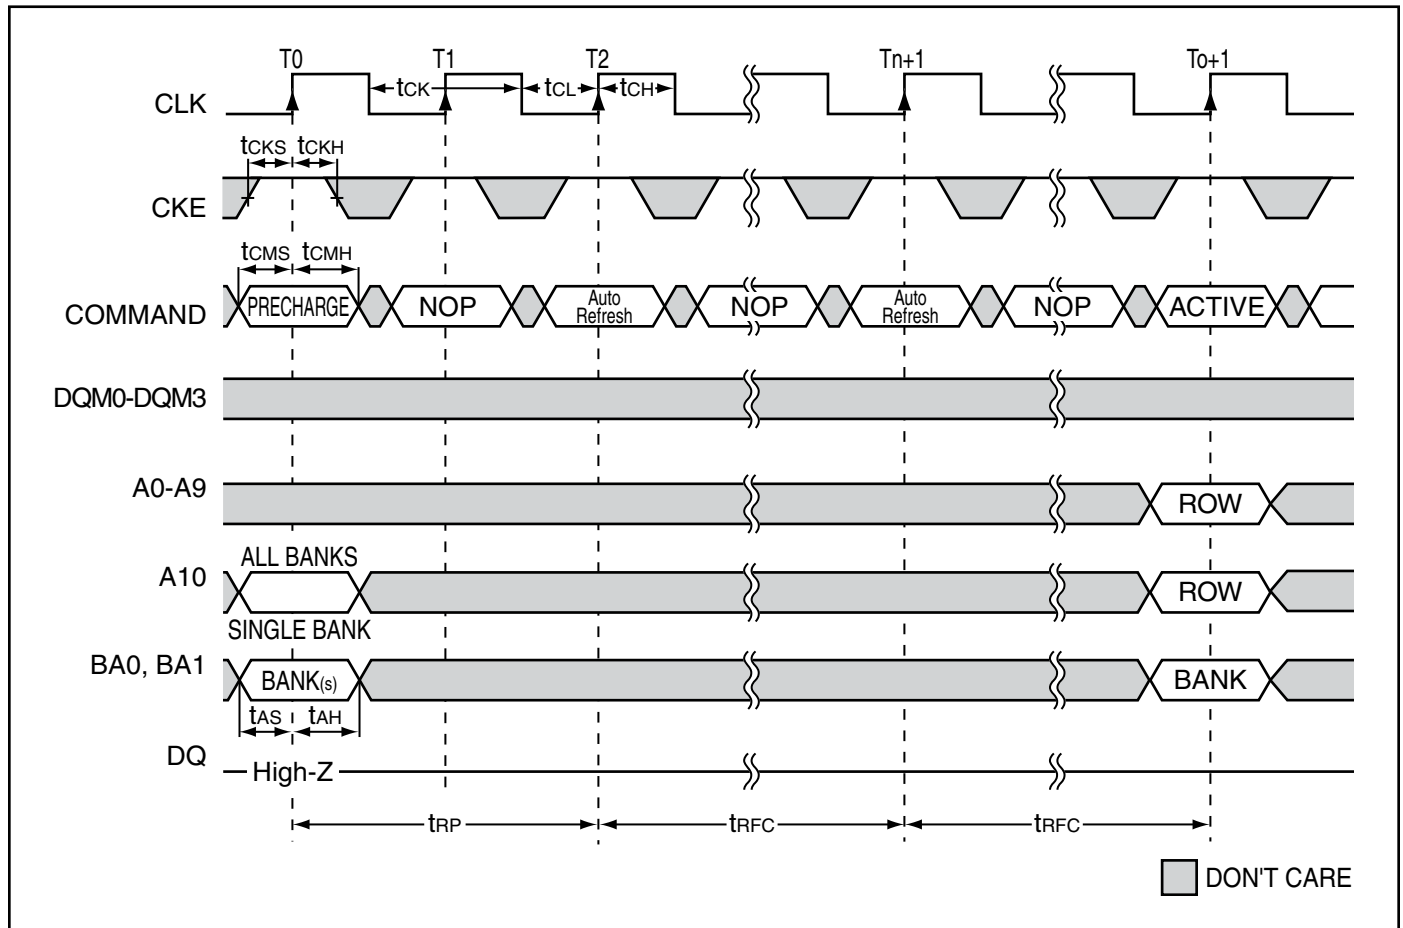 T0 T1 T2 Tn+1 To+1
CLK tCK tCL tCH
tCKS tCKH
CKE
tCMS tCMH
COMMAND PRECHARGE NOP Auto Refresh NOP Auto Refresh NOP ACTIVE
DQM0-DQM3
A0-A9 ROW
ALL BANKS
A10 ROW
SINGLE BANK
BA0, BA1 BANK(s) BANK
tAS tAH
DQ High-Z
tRP tRFC tRFC
DON'T CARE